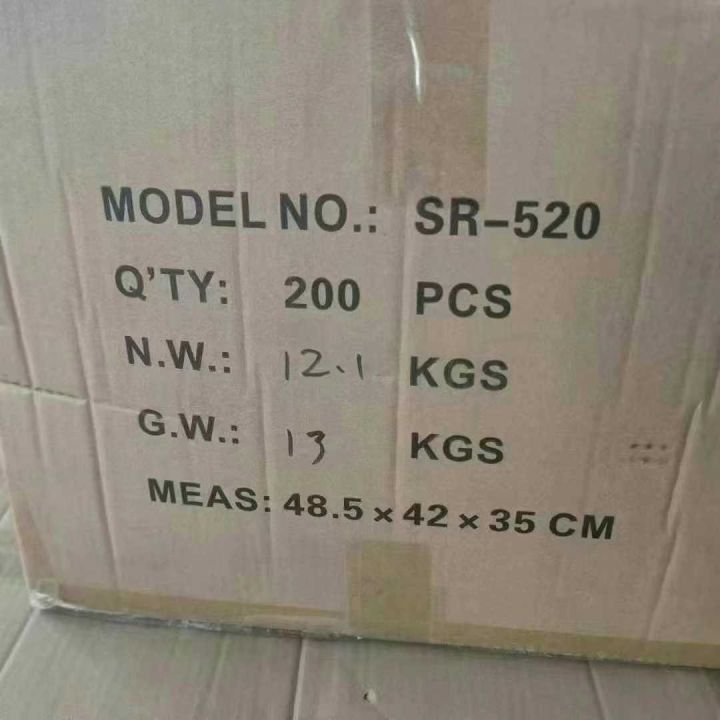 MODEL NO.: SR-520
Q'TY: 200 PCS
N.W.: 12.1 KGS
G.W.: 13 KGS
MEAS: 48.5 x 42 x 35 CM